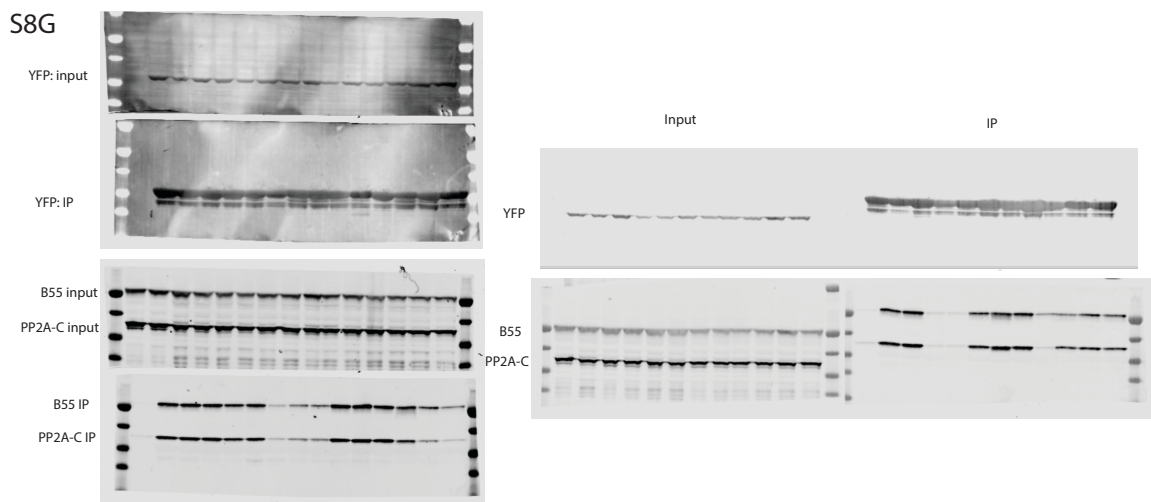 S8G
YFP: input
YFP: IP
B55 input
PP2A-C input
B55 IP
PP2A-C IP
Input
IP
YFP
B55
PP2A-C